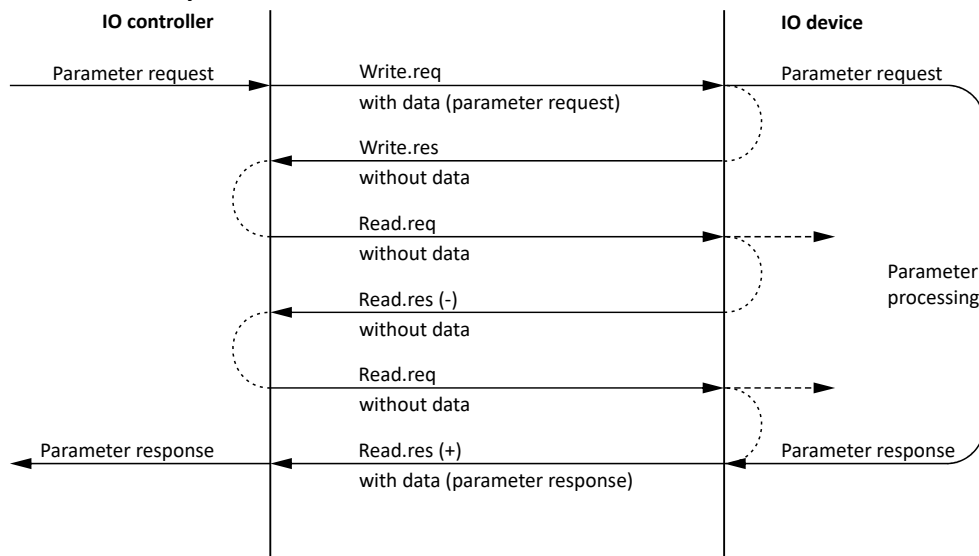 IO controller
IO device
Parameter request
Write.req
with data (parameter request)
Parameter request
Write.res
without data
Read.req
without data
Parameter
processing
Read.res (-)
without data
Read.req
without data
Parameter response
Read.res (+)
with data (parameter response)
Parameter response